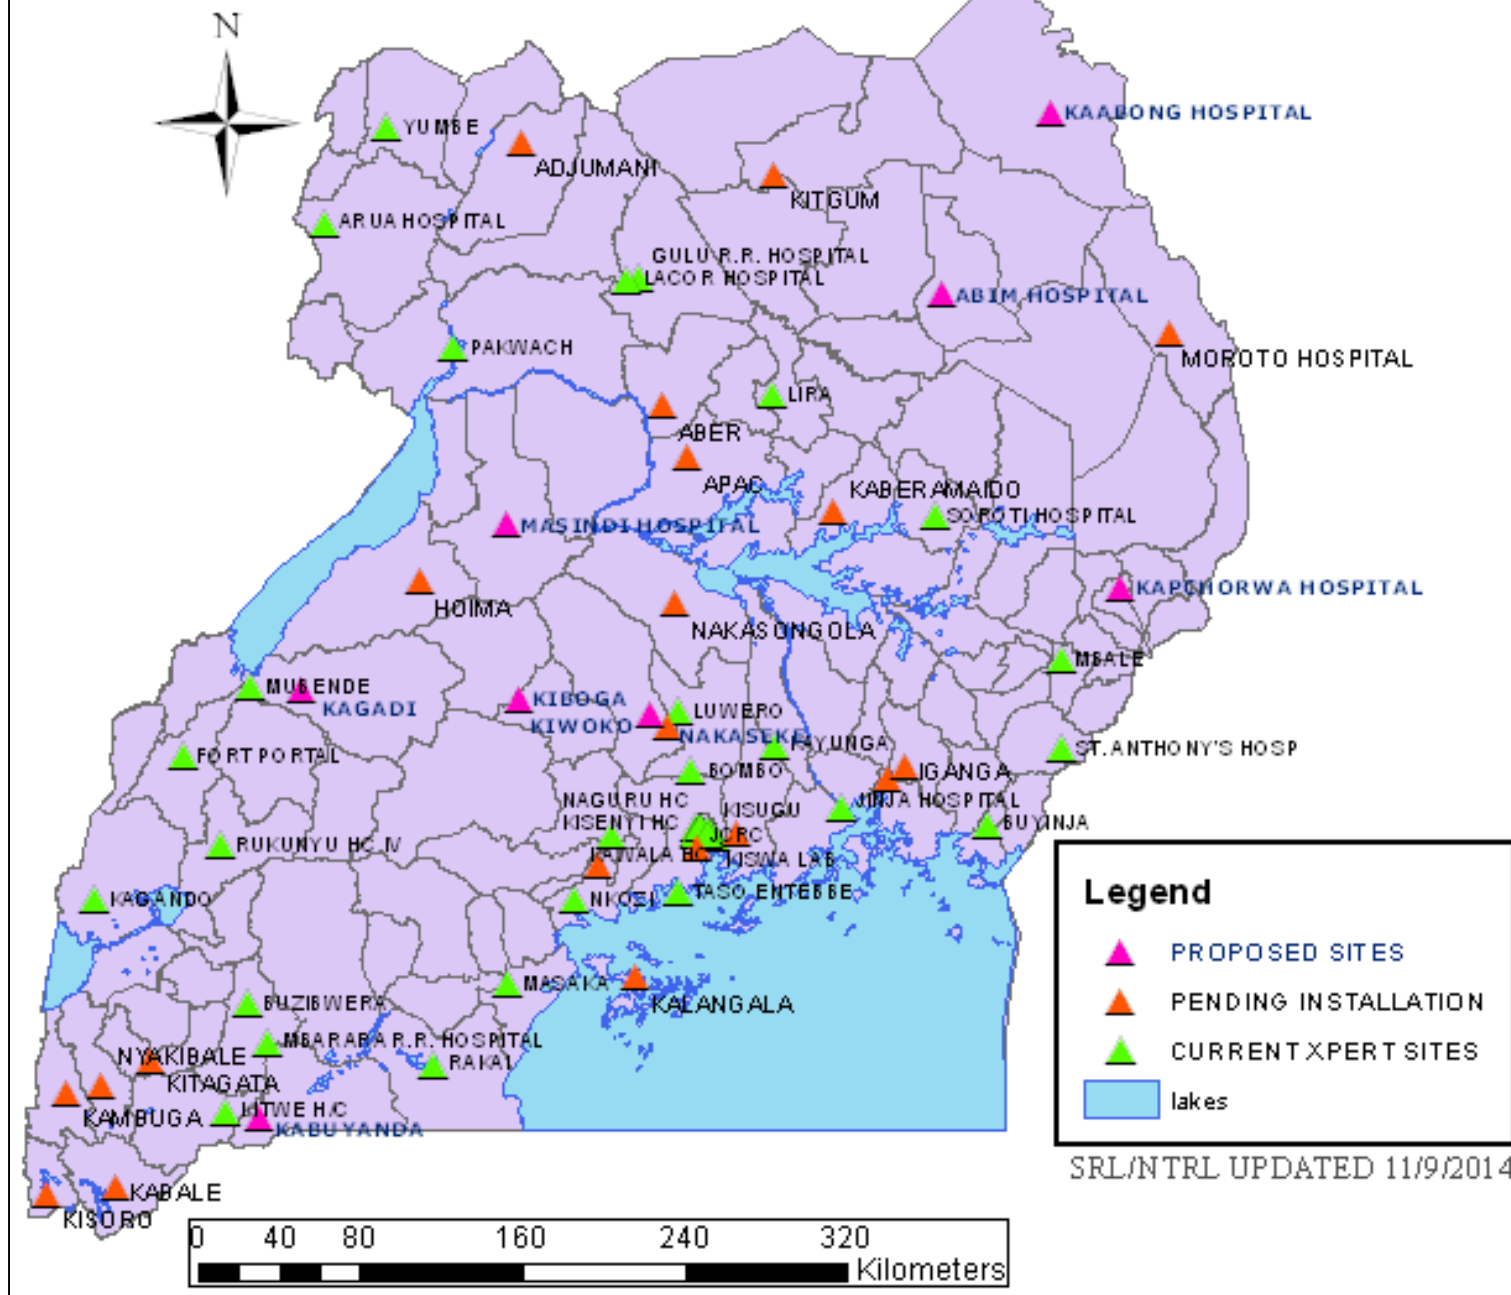 N
KAABONG HOSPITAL
YUMBE
ADJUMANI
KITGUM
ARUA HOSPITAL
GULU R.R. HOSPITAL
LACOR HOSPITAL
ABIM HOSPITAL
PAKWACH
MOROTO HOSPITAL
LIRA
ABER
APAC
KABERAMAIDO
SOROTI HOSPITAL
MASINDI HOSPITAL
HOIMA
KAPCHORWA HOSPITAL
NAKASONGOLA
MBALE
MUBENDE
KAGADI
KIBOGA
KIWOKO
LUWERO
NAKASEKE
KAYUNGA
ST. ANTHONY'S HOSP
FORT PORTAL
BOMBO
IGANGA
NAGURU HC
KISUGU
JINJA HOSPITAL
KISENYI HC
JCRC
BUYINJA
RUKUNYU HC IV
KAWALA HC
KISWA LAB
KAGANDO
NKOZI
TASO ENTEBBE
MASAKA
KALANGALA
BUZIBWERA
MBARARA R.R. HOSPITAL
NYAKIBALE
RAKAI
KITAGATA
KAMBUGA
KITWE H/C
KABUYANDA
KABALE
KISORO
Legend
PROPOSED SITES
PENDING INSTALLATION
CURRENT XPERT SITES
lakes
SRL/NTRL UPDATED 11/9/2014
0 40 80 160 240 320
Kilometers